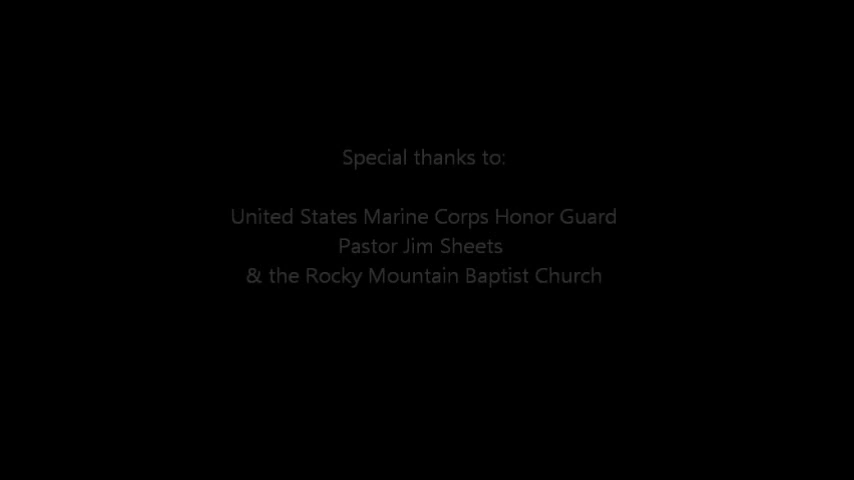 Special thanks to:
United States Marine Corps Honor Guard
Pastor Jim Sheets
& the Rocky Mountain Baptist Church